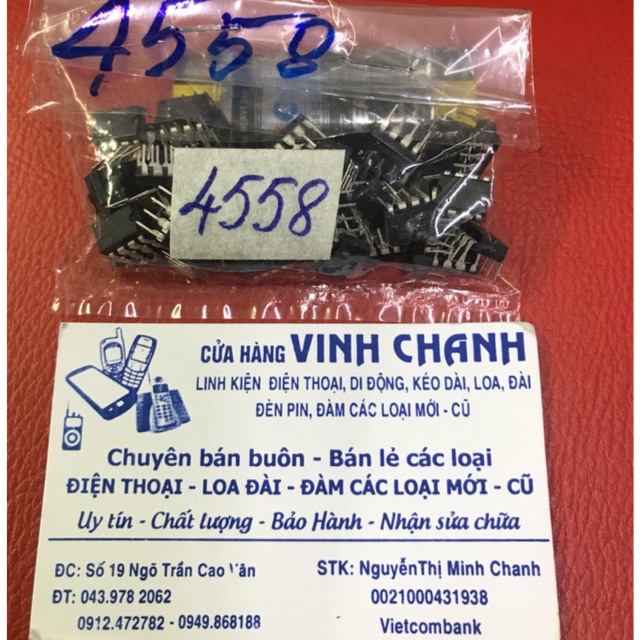 4558
4558
CỬA HÀNG VINH CHANH
LINH KIỆN ĐIỆN THOẠI, DI ĐỘNG, KÉO DÀI, LOA, ĐÀI
ĐÈN PIN, ĐÀM CÁC LOẠI MỚI - CŨ
Chuyên bán buôn - Bán lẻ các loại
ĐIỆN THOẠI - LOA ĐÀI - ĐÀM CÁC LOẠI MỚI - CŨ
Uy tín - Chất lượng - Bảo Hành - Nhận sửa chữa
ĐC: Số 19 Ngõ Trần Cao Vân
ĐT: 043.978 2062
0912.472782 - 0949.868188
STK: NguyễnThị Minh Chanh
0021000431938
Vietcombank